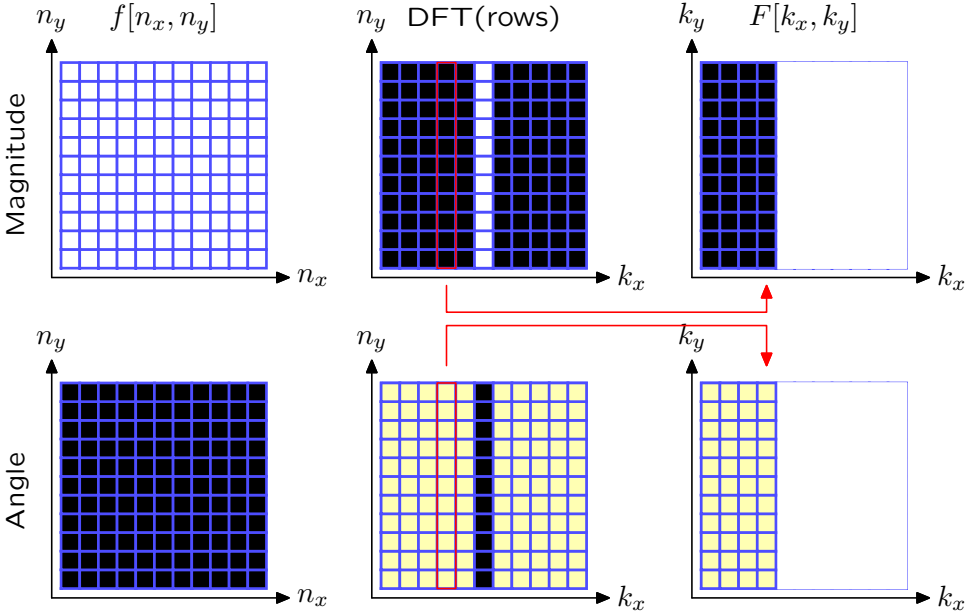 n_y f[n_x, n_y] n_y DFT(rows) k_y F[k_x, k_y]
Magnitude
n_x k_x k_x
n_y n_y k_y
Angle
n_x k_x k_x